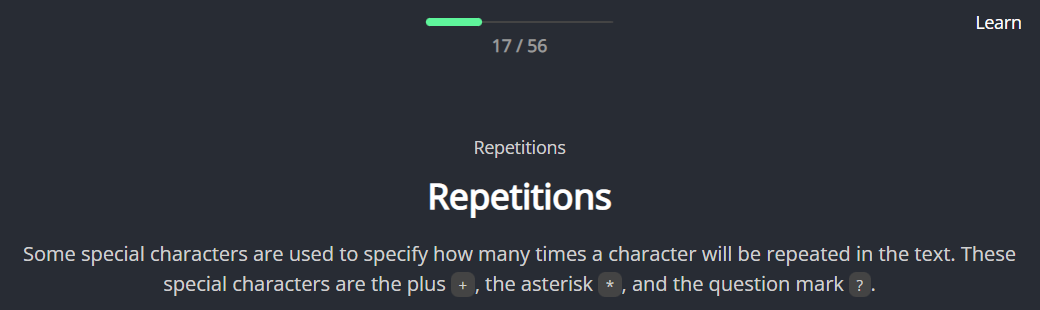 Learn
17 / 56
Repetitions
Repetitions
Some special characters are used to specify how many times a character will be repeated in the text. These
special characters are the plus +, the asterisk *, and the question mark ?.